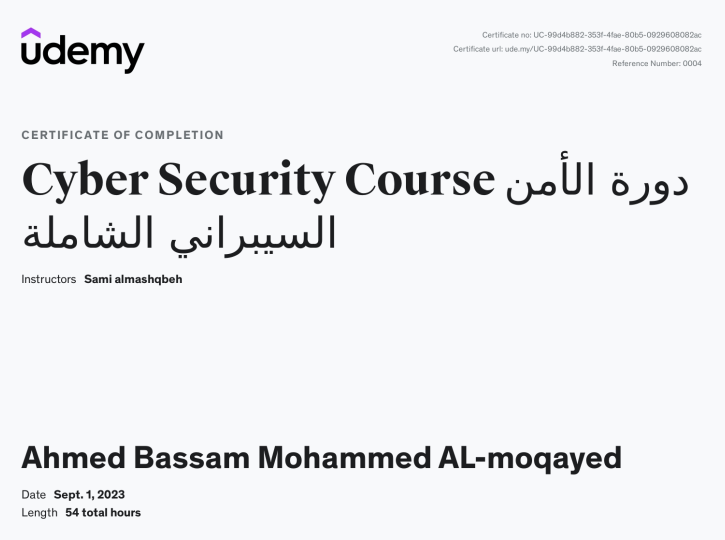 udemy
Certificate no: UC-99d4b882-353f-4fae-80b5-0929608082ac
Certificate url: ude.my/UC-99d4b882-353f-4fae-80b5-0929608082ac
Reference Number: 0004
CERTIFICATE OF COMPLETION
Cyber Security Course دورة الأمن
السيبراني الشاملة
Instructors Sami almashqbeh
Ahmed Bassam Mohammed AL-moqayed
Date Sept. 1, 2023
Length 54 total hours